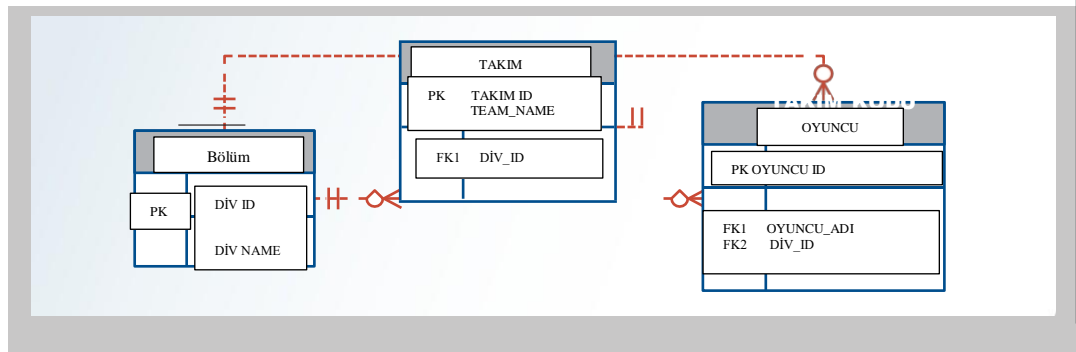 TAKIM
PK TAKIM ID
TEAM_NAME
FK1 DİV_ID
Bölüm
PK DİV ID
DİV NAME
TAKIM_KODU
OYUNCU
PK OYUNCU ID
FK1 OYUNCU_ADI
FK2 DİV_ID